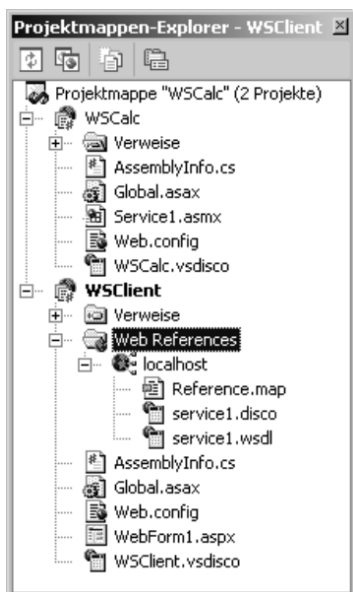 Projektmappen-Explorer - WSClient
Projektmappe "WSCalc" (2 Projekte)
WSCalc
Verweise
AssemblyInfo.cs
Global.asax
Service1.asmx
Web.config
WSCalc.vsdisco
WSClient
Verweise
Web References
localhost
Reference.map
service1.disco
service1.wsdl
AssemblyInfo.cs
Global.asax
Web.config
WebForm1.aspx
WSClient.vsdisco